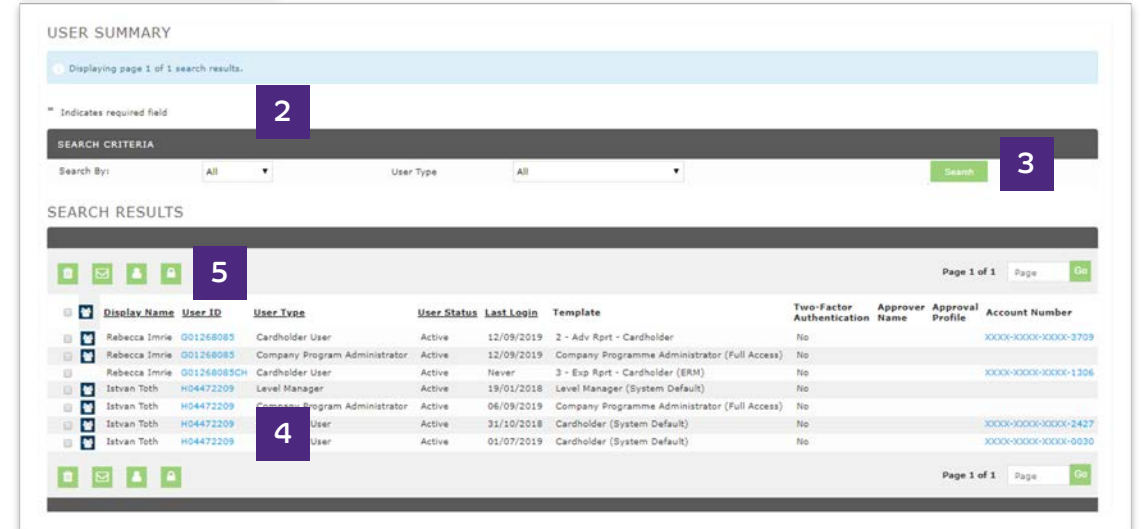 USER SUMMARY
Displaying page 1 of 1 search results.
* Indicates required field
2
SEARCH CRITERIA
Search By: All User Type All Search
3
SEARCH RESULTS
5
Page 1 of 1 Page Go
Display Name User ID User Type User Status Last Login Template Two-Factor Authentication Approver Name Approval Profile Account Number
Rebecca Imrie G01268085 Cardholder User Active 12/09/2019 2 - Adv Rprt - Cardholder No XXXX-XXXX-XXXX-3709
Rebecca Imrie G01268085 Company Program Administrator Active 12/09/2019 Company Programme Administrator (Full Access) No
Rebecca Imrie G01268085CH Cardholder User Active Never 3 - Exp Rprt - Cardholder (ERM) No XXXX-XXXX-XXXX-1306
Istvan Toth H04472209 Level Manager Active 19/01/2018 Level Manager (System Default) No
Istvan Toth H04472209 Company Program Administrator Active 06/09/2019 Company Programme Administrator (Full Access) No
Istvan Toth H04472209 User Active 31/10/2018 Cardholder (System Default) No XXXX-XXXX-XXXX-2427
4
Istvan Toth H04472209 User Active 01/07/2019 Cardholder (System Default) No XXXX-XXXX-XXXX-0030
Page 1 of 1 Page Go